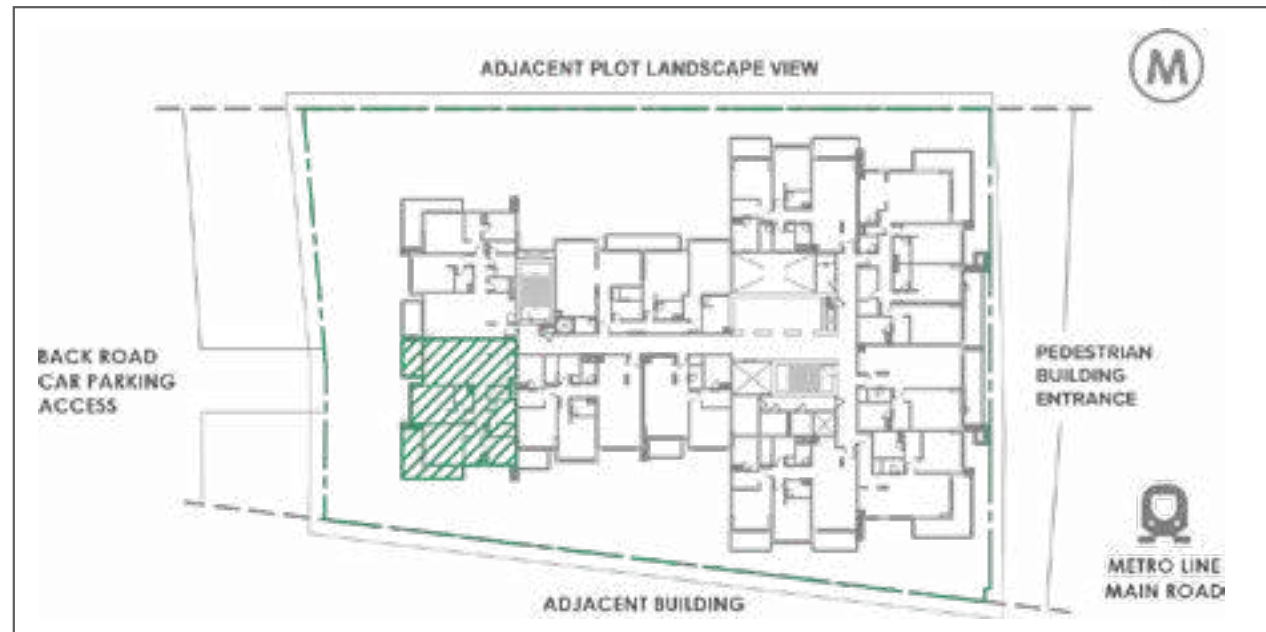 ADJACENT PLOT LANDSCAPE VIEW
M
BACK ROAD
CAR PARKING
ACCESS
PEDESTRIAN
BUILDING
ENTRANCE
METRO LINE
MAIN ROAD
ADJACENT BUILDING